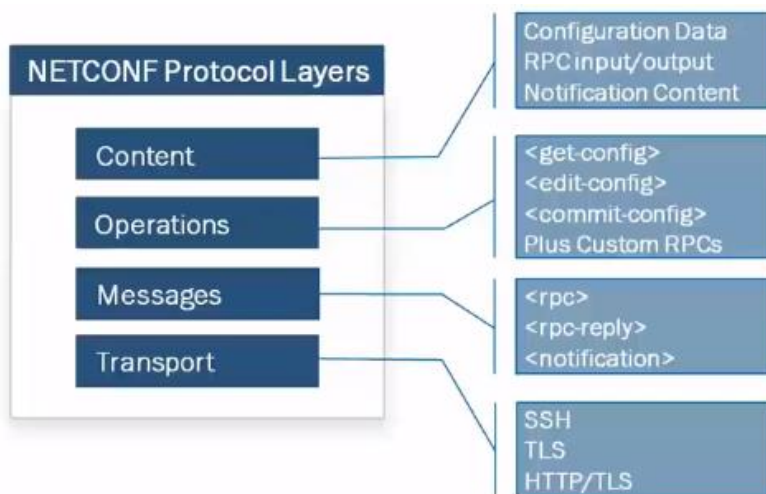 NETCONF Protocol Layers
Content
Operations
Messages
Transport
Configuration Data
RPC input/output
Notification Content
<get-config>
<edit-config>
<commit-config>
Plus Custom RPCs
<rpc>
<rpc-reply>
<notification>
SSH
TLS
HTTP/TLS